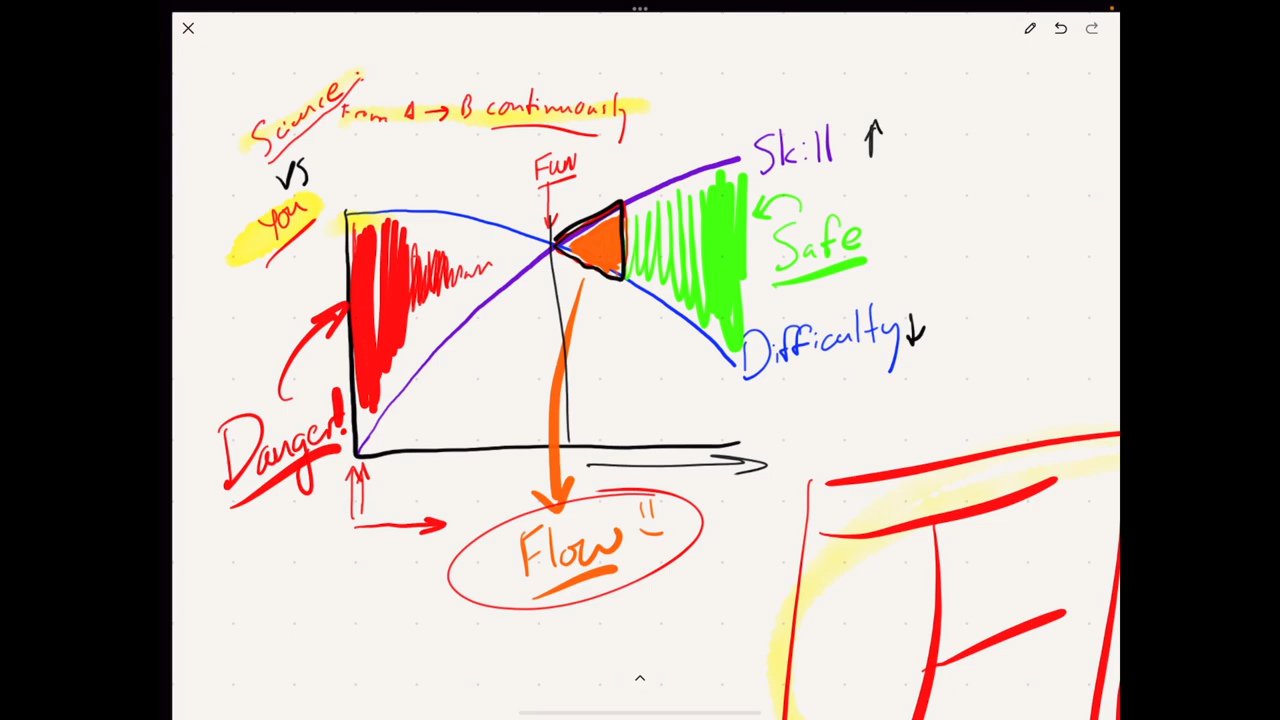 Science
From A → B continuously
VS
You
Fun
Skill ↑
Safe
Difficulty ↓
Danger!
Flow